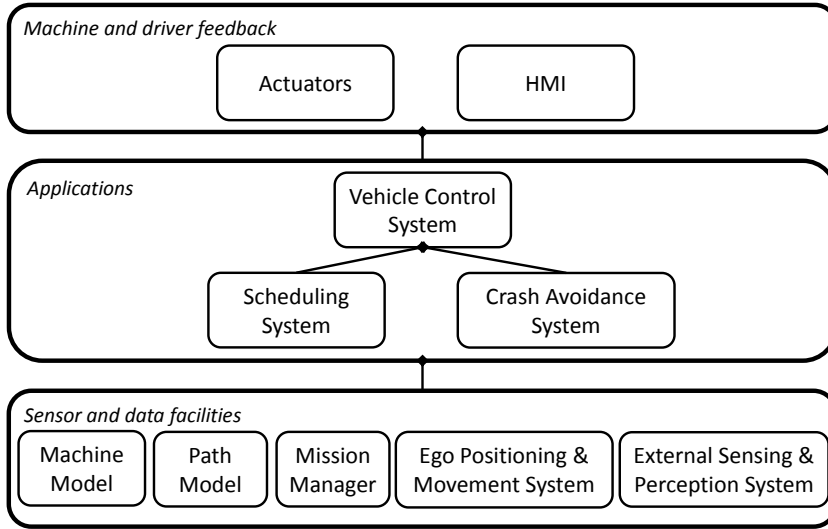 Machine and driver feedback
Actuators
HMI
Applications
Vehicle Control
System
Scheduling
System
Crash Avoidance
System
Sensor and data facilities
Machine
Model
Path
Model
Mission
Manager
Ego Positioning &
Movement System
External Sensing &
Perception System